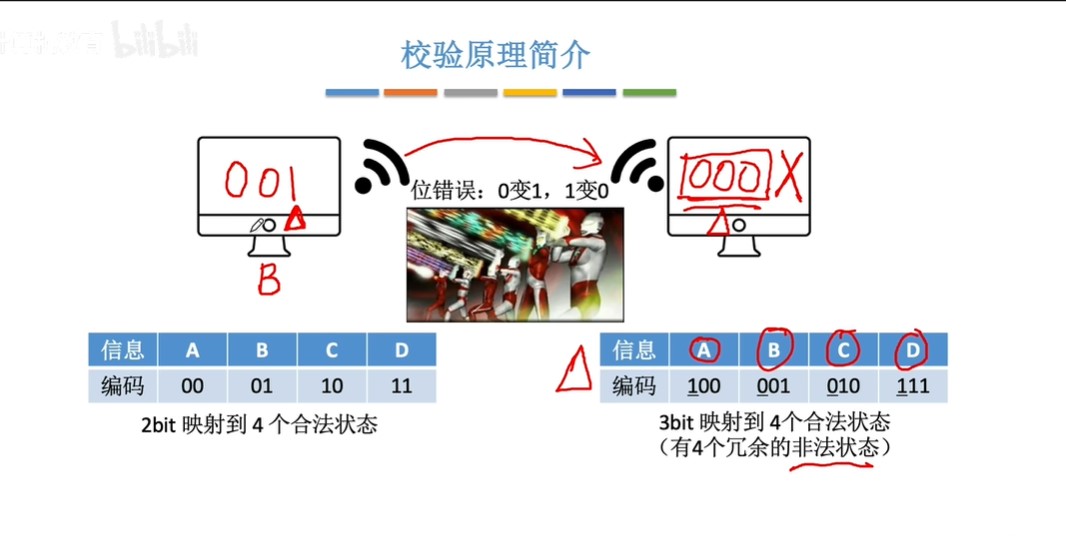 bilibili
校验原理简介
001
1000X
位错误：0变1，1变0
B
信息 A B C D
编码 00 01 10 11
2bit 映射到 4 个合法状态
信息 A B C D
编码 100 001 010 111
3bit 映射到 4个合法状态
（有4个冗余的非法状态）